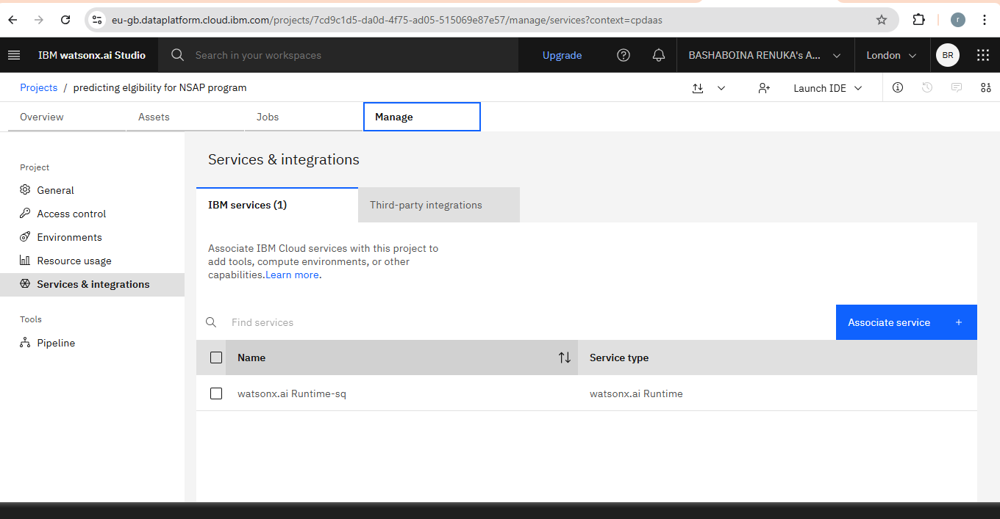 eu-gb.dataplatform.cloud.ibm.com/projects/7cd9c1d5-da0d-4f75-ad05-515069e87e57/manage/services?context=cpdaas
r
IBM watsonx.ai Studio
Search in your workspaces
Upgrade
BASHABOINA RENUKA's A...
London
BR
Projects / predicting elgibility for NSAP program
Launch IDE
Overview
Assets
Jobs
Manage
Project
General
Access control
Environments
Resource usage
Services & integrations
Tools
Pipeline
Services & integrations
IBM services (1)
Third-party integrations
Associate IBM Cloud services with this project to
add tools, compute environments, or other
capabilities.Learn more.
Find services
Associate service +
Name
Service type
watsonx.ai Runtime-sq
watsonx.ai Runtime